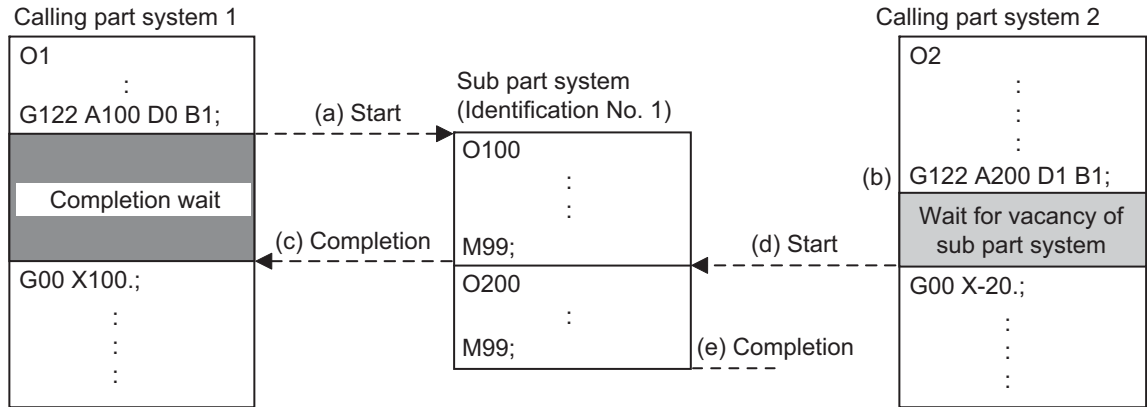 Calling part system 1
O1
:
G122 A100 D0 B1;
Completion wait
G00 X100.;
:
:
:
(a) Start
(c) Completion
Sub part system
(Identification No. 1)
O100
:
:
M99;
O200
:
M99;
(d) Start
(e) Completion
Calling part system 2
O2
:
:
:
(b) G122 A200 D1 B1;
Wait for vacancy of
sub part system
G00 X-20.;
:
:
: